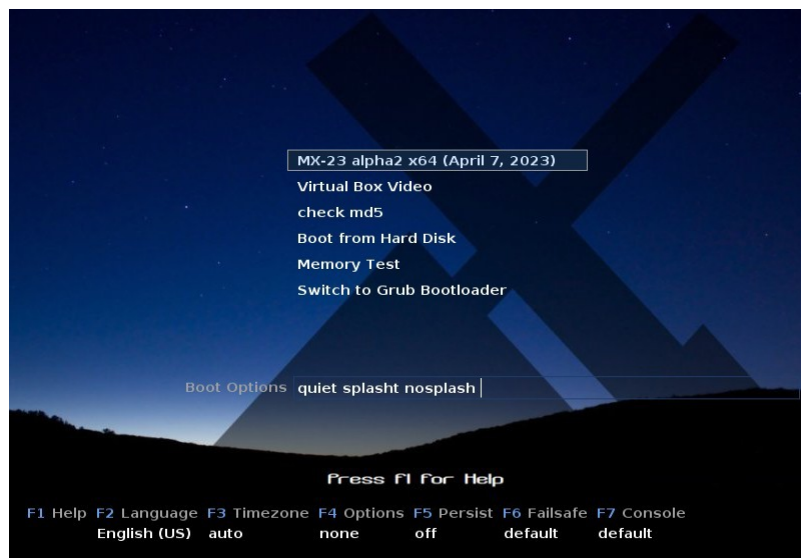 MX-23 alpha2 x64 (April 7, 2023)
Virtual Box Video
check md5
Boot from Hard Disk
Memory Test
Switch to Grub Bootloader
Boot Options quiet splasht nosplash
Press F1 for Help
F1 Help F2 Language F3 Timezone F4 Options F5 Persist F6 Failsafe F7 Console
English (US) auto none off default default